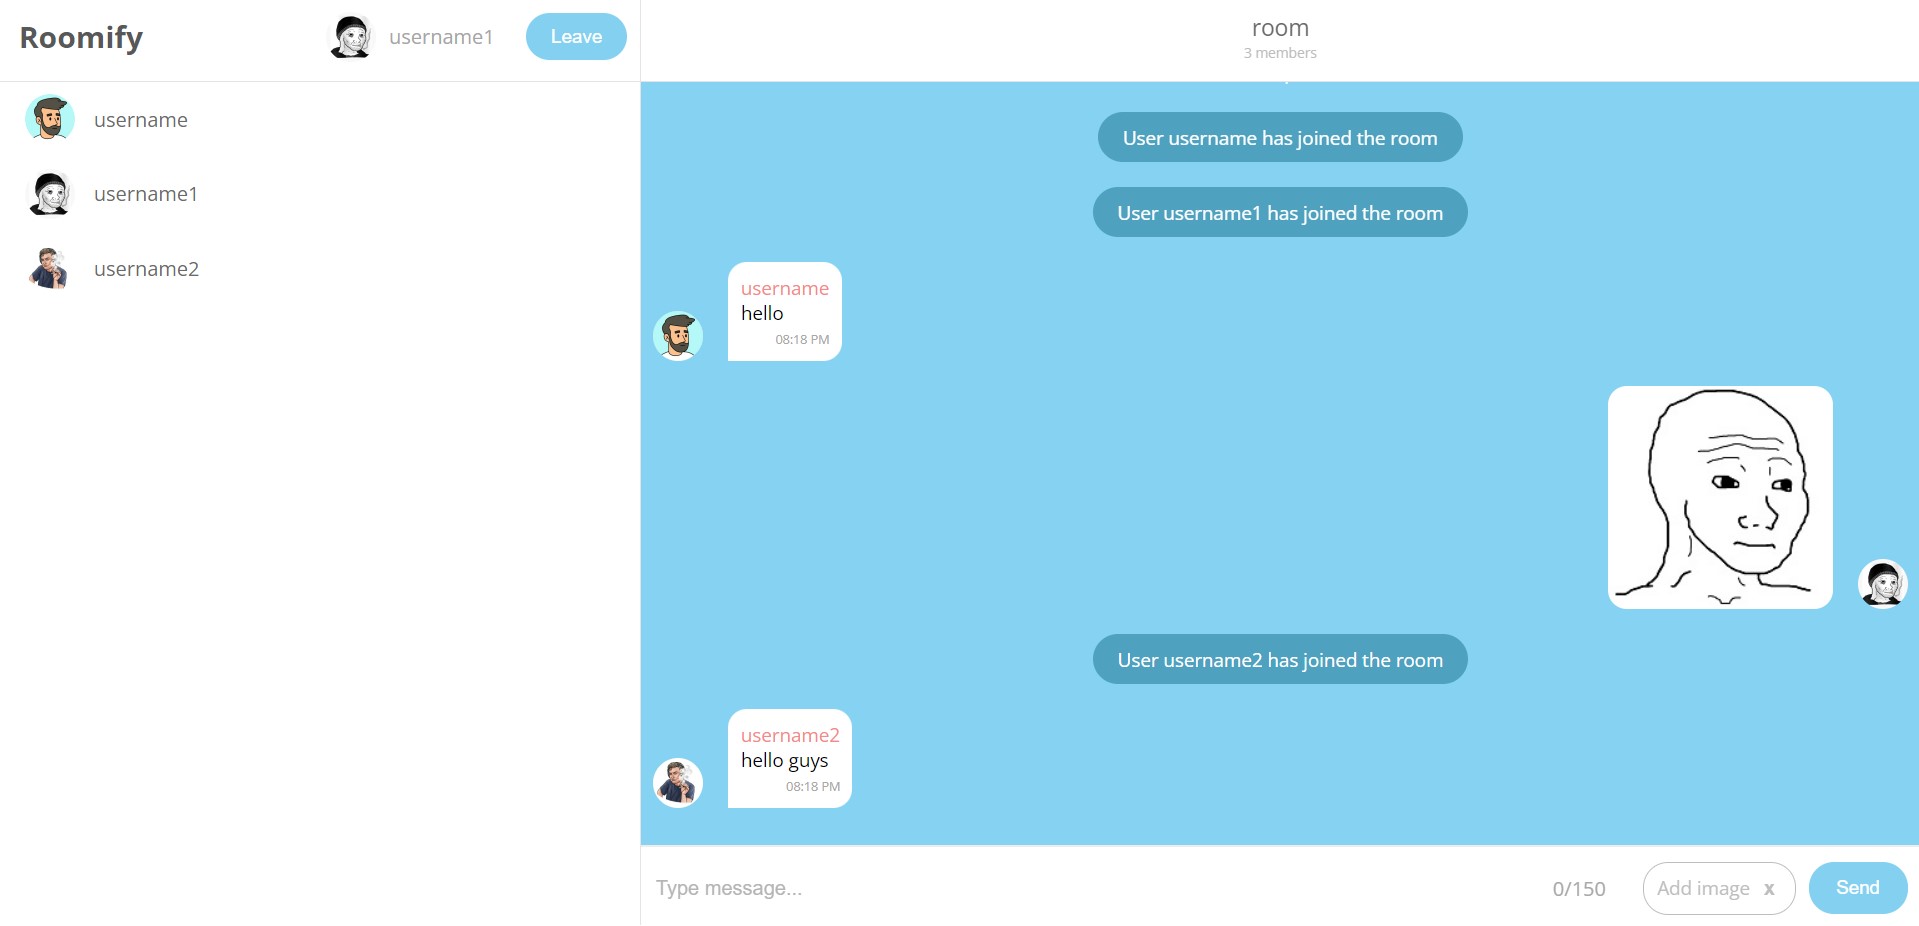 Roomify
username1
Leave
username
username1
username2
room
3 members
User username has joined the room
User username1 has joined the room
username
hello
08:18 PM
User username2 has joined the room
username2
hello guys
08:18 PM
Type message...
0/150
Add image x
Send